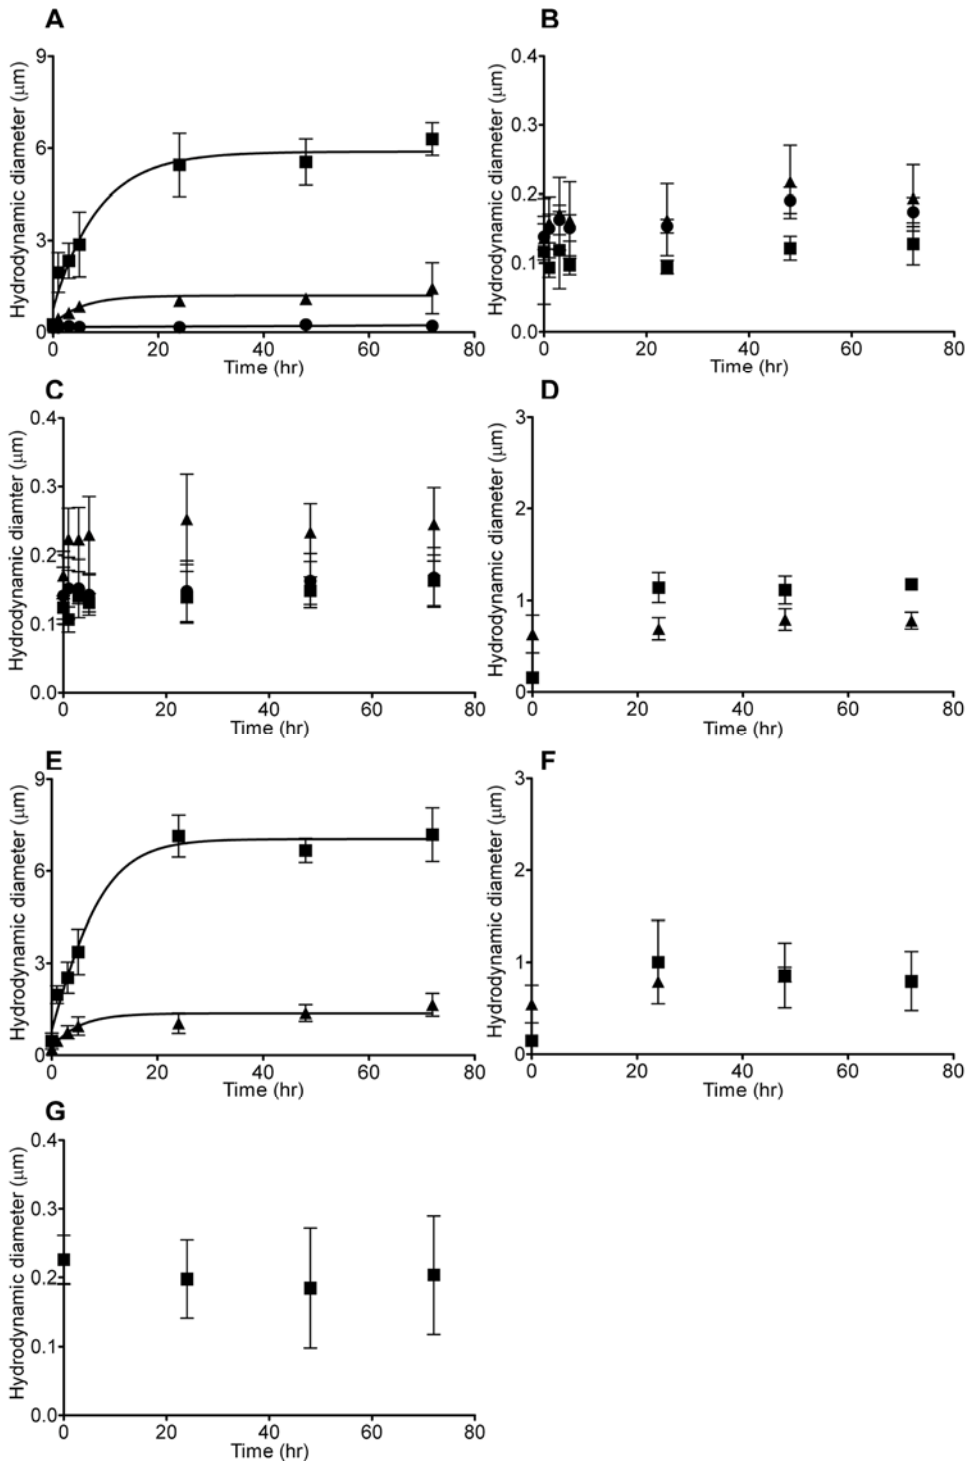 A
Hydrodynamic diameter (μm)
9
6
3
0
0 20 40 60 80
Time (hr)
B
Hydrodynamic diameter (μm)
0.4
0.3
0.2
0.1
0.0
0 20 40 60 80
Time (hr)
C
Hydrodynamic diamter (μm)
0.4
0.3
0.2
0.1
0.0
0 20 40 60 80
Time (hr)
D
Hydrodynamic diameter (μm)
3
2
1
0
0 20 40 60 80
Time (hr)
E
Hydrodynamic diameter (μm)
9
6
3
0
0 20 40 60 80
Time (hr)
F
Hydrodynamic diameter (μm)
3
2
1
0
0 20 40 60 80
Time (hr)
G
Hydrodynamic diameter (μm)
0.4
0.3
0.2
0.1
0.0
0 20 40 60 80
Time (hr)